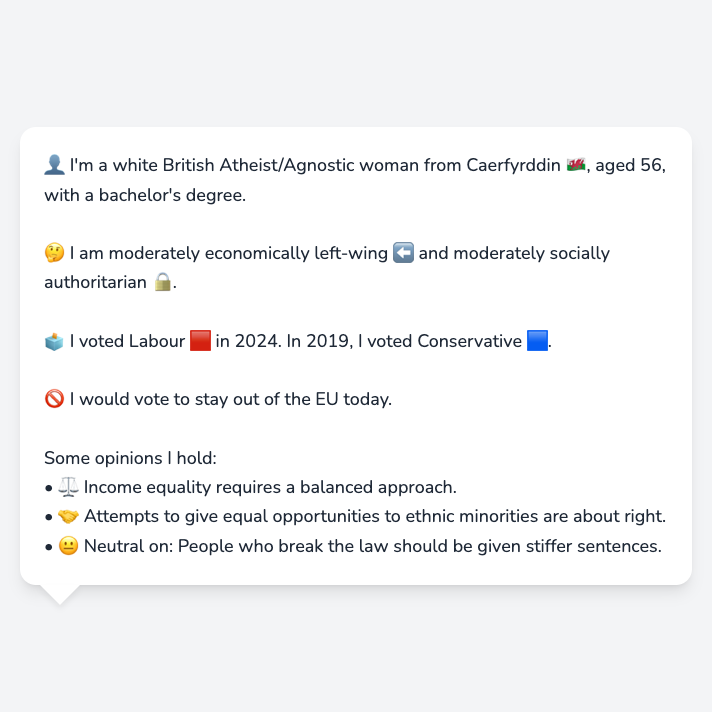 👤 I'm a white British Atheist/Agnostic woman from Caerfyrddin 🏴󠁧󠁢󠁷󠁬󠁳󠁿, aged 56,
with a bachelor's degree.
🤔 I am moderately economically left-wing ⬅️ and moderately socially
authoritarian 🔒.
🗳️ I voted Labour 🟥 in 2024. In 2019, I voted Conservative 🟦.
🚫 I would vote to stay out of the EU today.
Some opinions I hold:
• ⚖️ Income equality requires a balanced approach.
• 🤝 Attempts to give equal opportunities to ethnic minorities are about right.
• 😐 Neutral on: People who break the law should be given stiffer sentences.